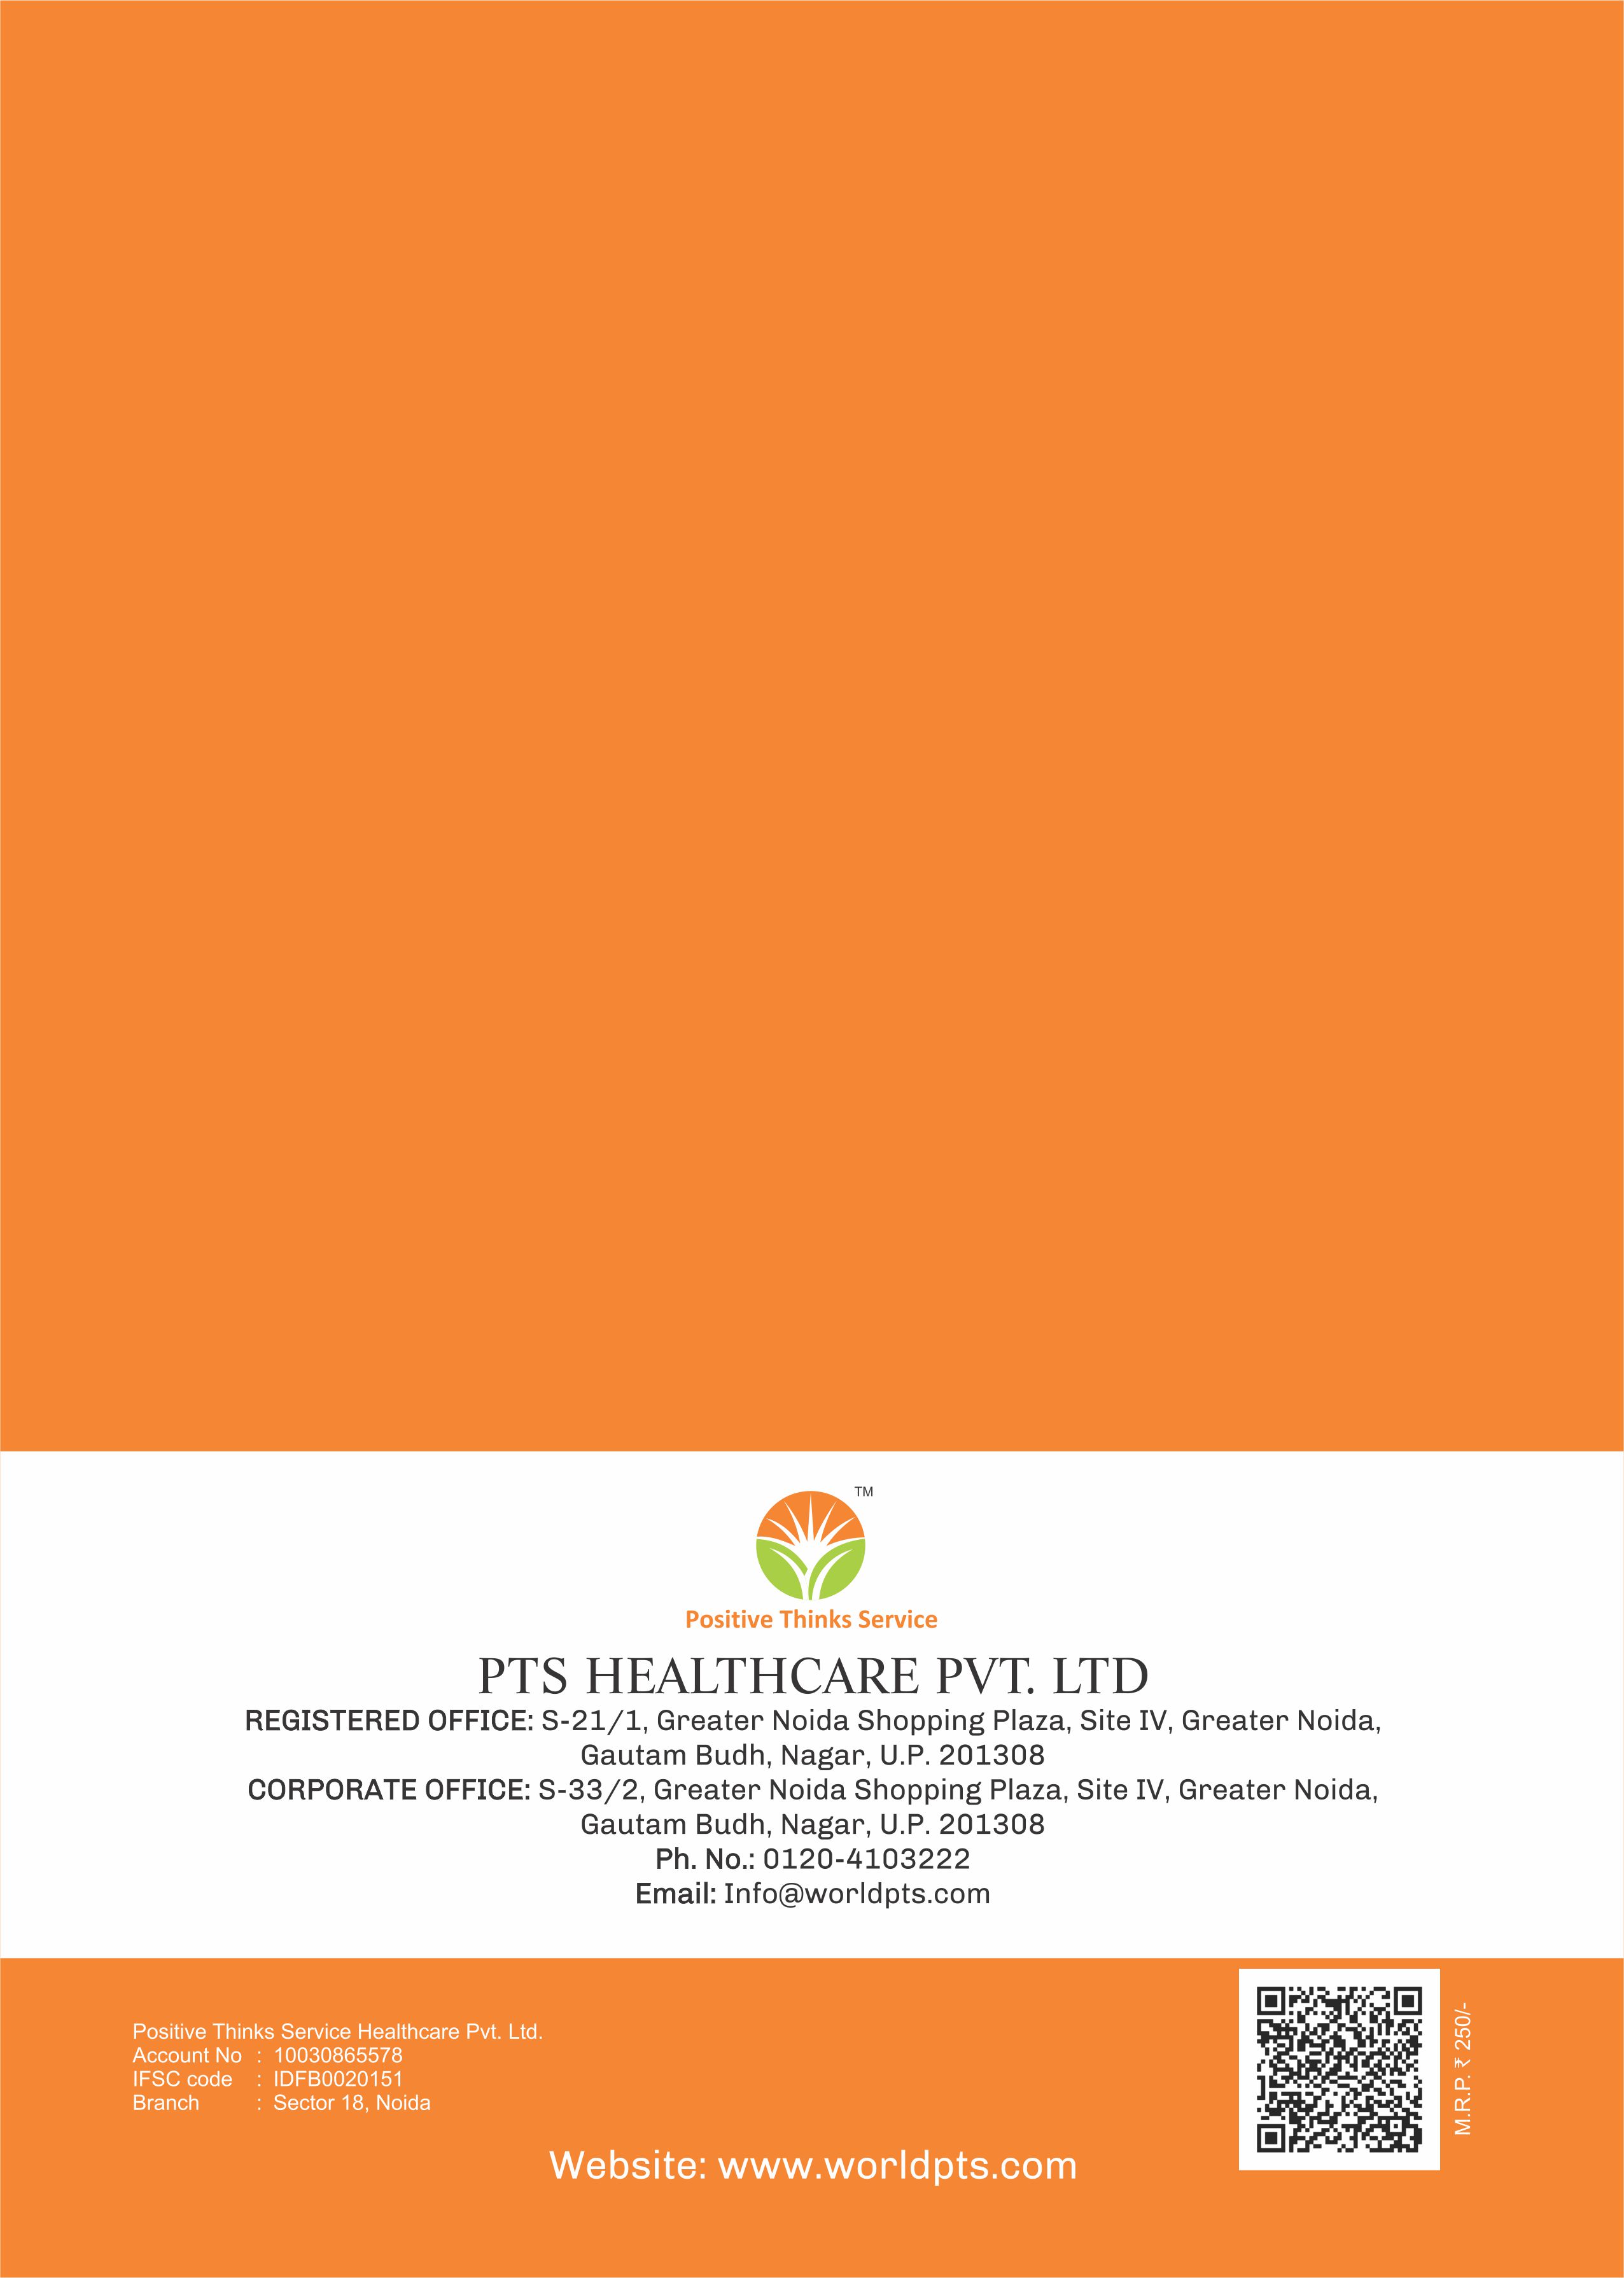 TM
Positive Thinks Service
PTS HEALTHCARE PVT. LTD
REGISTERED OFFICE: S-21/1, Greater Noida Shopping Plaza, Site IV, Greater Noida,
Gautam Budh, Nagar, U.P. 201308
CORPORATE OFFICE: S-33/2, Greater Noida Shopping Plaza, Site IV, Greater Noida,
Gautam Budh, Nagar, U.P. 201308
Ph. No.: 0120-4103222
Email: Info@worldpts.com
Positive Thinks Service Healthcare Pvt. Ltd.
Account No : 10030865578
IFSC code : IDFB0020151
Branch : Sector 18, Noida
M.R.P. ₹ 250/-
Website: www.worldpts.com